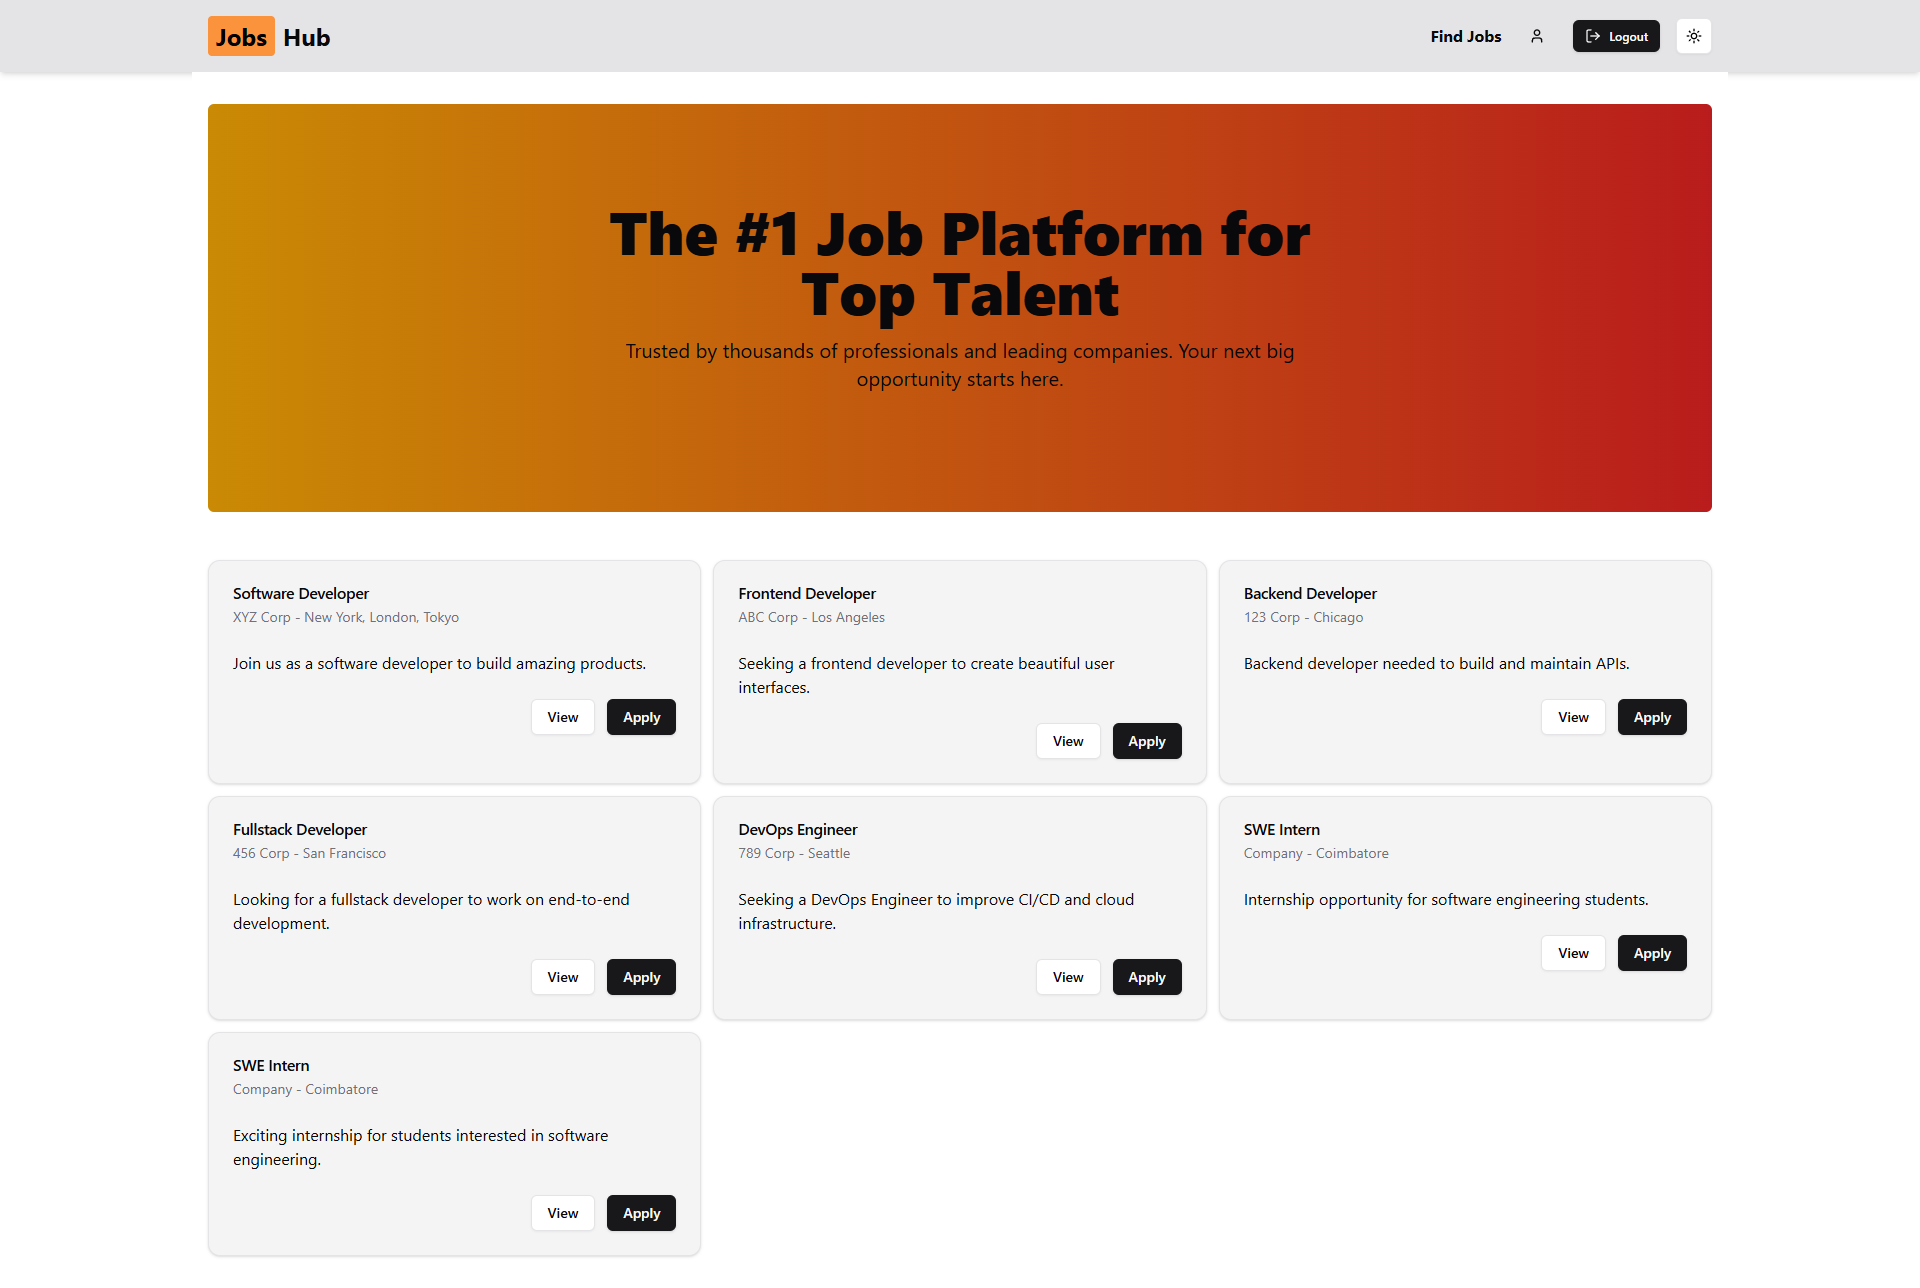 Jobs Hub
Find Jobs
Logout
The #1 Job Platform for
Top Talent
Trusted by thousands of professionals and leading companies. Your next big
opportunity starts here.
Software Developer
XYZ Corp - New York, London, Tokyo
Join us as a software developer to build amazing products.
View
Apply
Frontend Developer
ABC Corp - Los Angeles
Seeking a frontend developer to create beautiful user
interfaces.
View
Apply
Backend Developer
123 Corp - Chicago
Backend developer needed to build and maintain APIs.
View
Apply
Fullstack Developer
456 Corp - San Francisco
Looking for a fullstack developer to work on end-to-end
development.
View
Apply
DevOps Engineer
789 Corp - Seattle
Seeking a DevOps Engineer to improve CI/CD and cloud
infrastructure.
View
Apply
SWE Intern
Company - Coimbatore
Internship opportunity for software engineering students.
View
Apply
SWE Intern
Company - Coimbatore
Exciting internship for students interested in software
engineering.
View
Apply